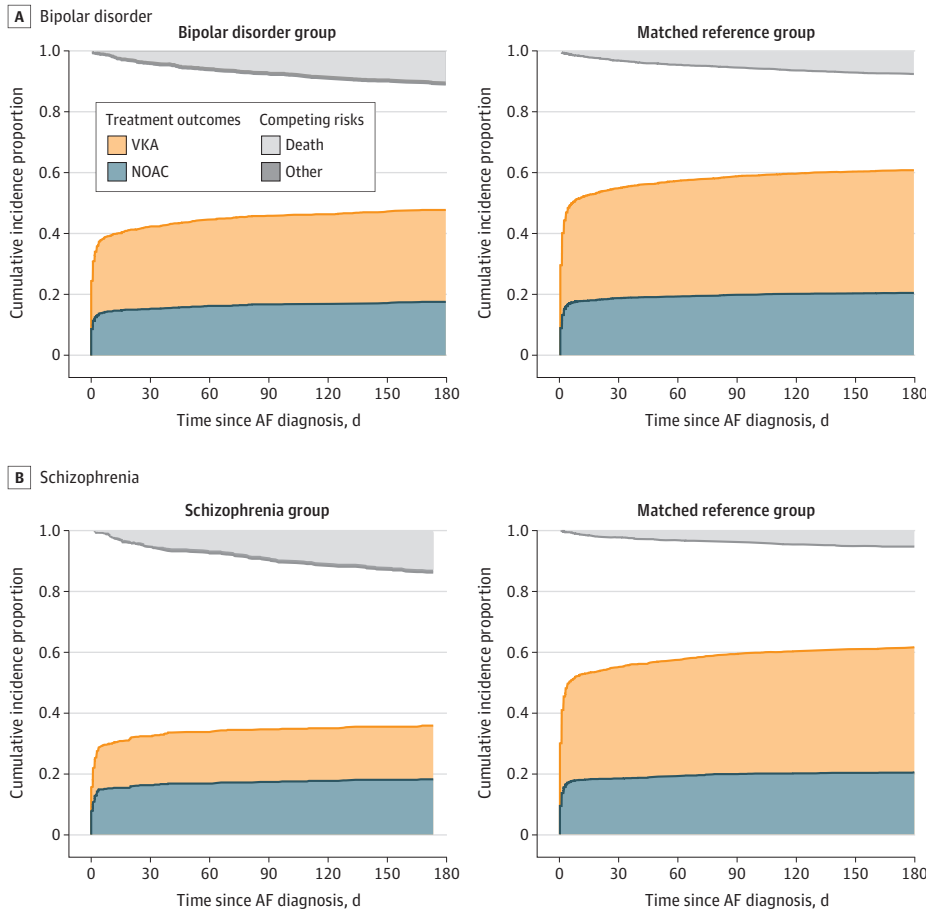 A Bipolar disorder
Bipolar disorder group
Matched reference group
Cumulative incidence proportion
1.0
0.8
0.6
0.4
0.2
0
Treatment outcomes Competing risks
VKA Death
NOAC Other
0 30 60 90 120 150 180
Time since AF diagnosis, d
Cumulative incidence proportion
1.0
0.8
0.6
0.4
0.2
0
0 30 60 90 120 150 180
Time since AF diagnosis, d
B Schizophrenia
Schizophrenia group
Matched reference group
Cumulative incidence proportion
1.0
0.8
0.6
0.4
0.2
0
0 30 60 90 120 150 180
Time since AF diagnosis, d
Cumulative incidence proportion
1.0
0.8
0.6
0.4
0.2
0
0 30 60 90 120 150 180
Time since AF diagnosis, d